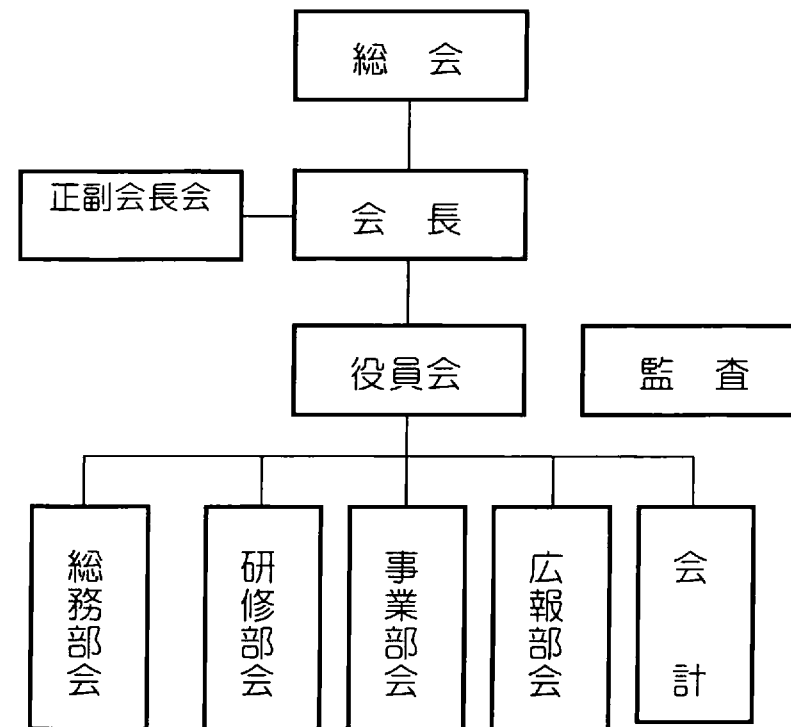 総　会
正副会長会
会　長
役員会
監　査
総務部会
研修部会
事業部会
広報部会
会　計